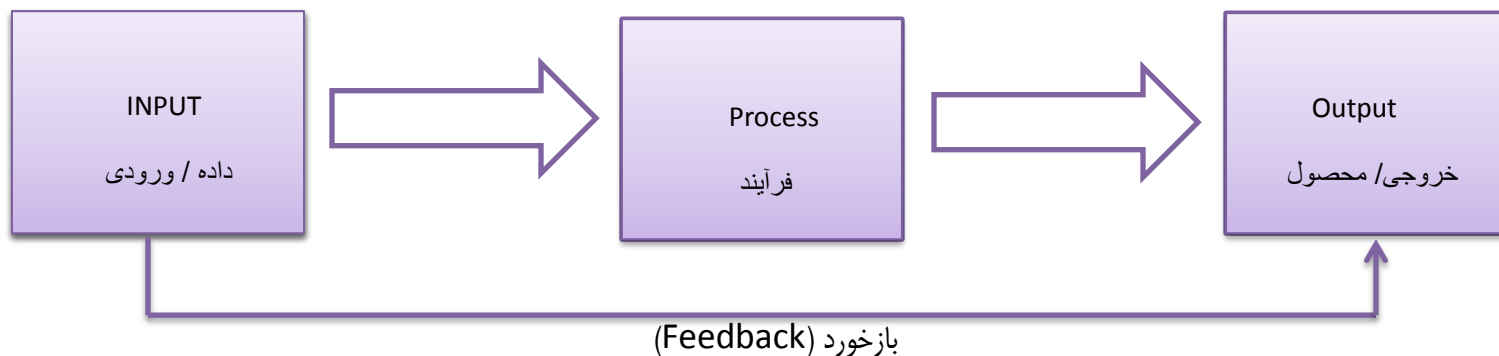 INPUT
داده / ورودی
Process
فرآیند
Output
خروجی/ محصول
بازخورد (Feedback)